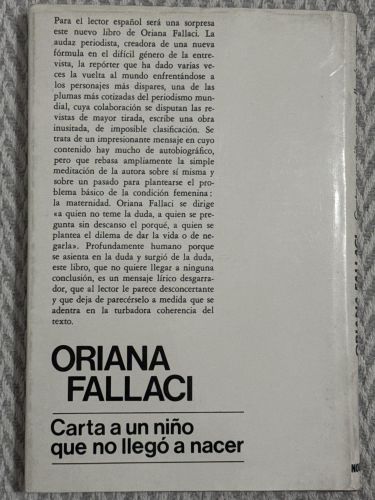 Para el lector español será una sorpresa
este nuevo libro de Oriana Fallaci. La
audaz periodista, creadora de una nueva
fórmula en el difícil género de la entre-
vista, la repórter que ha dado varias ve-
ces la vuelta al mundo enfrentándose a
los personajes más dispares, una de las
plumas más cotizadas del periodismo mun-
dial, cuya colaboración se disputan las re-
vistas de mayor tirada, escribe una obra
inusitada, de imposible clasificación. Se
trata de un impresionante mensaje en cuyo
contenido hay mucho de autobiográfico,
pero que rebasa ampliamente la simple
meditación de la autora sobre sí misma y
sobre un pasado para plantearse el pro-
blema básico de la condición femenina:
la maternidad. Oriana Fallaci se dirige
«a quien no teme la duda, a quien se pre-
gunta sin descanso el porqué, a quien se
plantea el dilema de dar la vida o de ne-
garla». Profundamente humano porque
se asienta en la duda y surgió de la duda,
este libro, que no quiere llegar a ninguna
conclusión, es un mensaje lírico desgarra-
dor, que al lector le parece desconcertante
y que deja de parecérselo a medida que se
adentra en la turbadora coherencia del
texto.
ORIANA
FALLACI
Carta a un niño
que no llegó a nacer